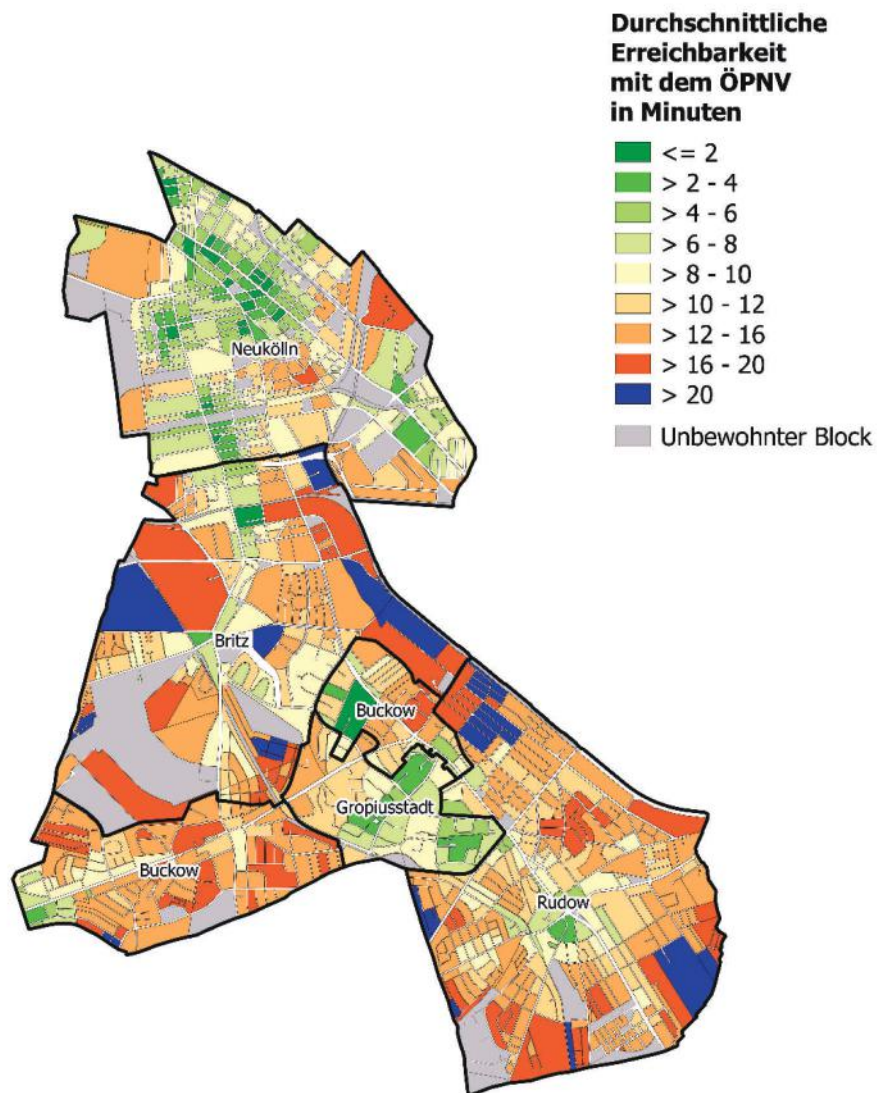 Durchschnittliche
Erreichbarkeit
mit dem ÖPNV
in Minuten
<= 2
> 2 - 4
> 4 - 6
> 6 - 8
> 8 - 10
> 10 - 12
> 12 - 16
> 16 - 20
> 20
Unbewohnter Block
Neukölln
Britz
Buckow
Gropiusstadt
Buckow
Rudow